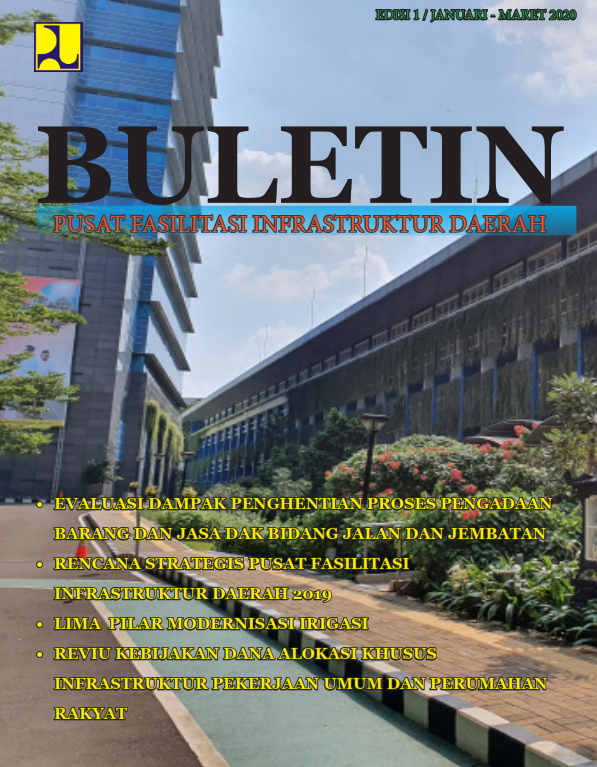 EDISI 1 / JANUARI - MARET 2020
BULETIN
PUSAT FASILITASI INFRASTRUKTUR DAERAH
• EVALUASI DAMPAK PENGHENTIAN PROSES PENGADAAN
BARANG DAN JASA DAK BIDANG JALAN DAN JEMBATAN
• RENCANA STRATEGIS PUSAT FASILITASI
INFRASTRUKTUR DAERAH 2019
• LIMA PILAR MODERNISASI IRIGASI
• REVIU KEBIJAKAN DANA ALOKASI KHUSUS
INFRASTRUKTUR PEKERJAAN UMUM DAN PERUMAHAN
RAKYAT